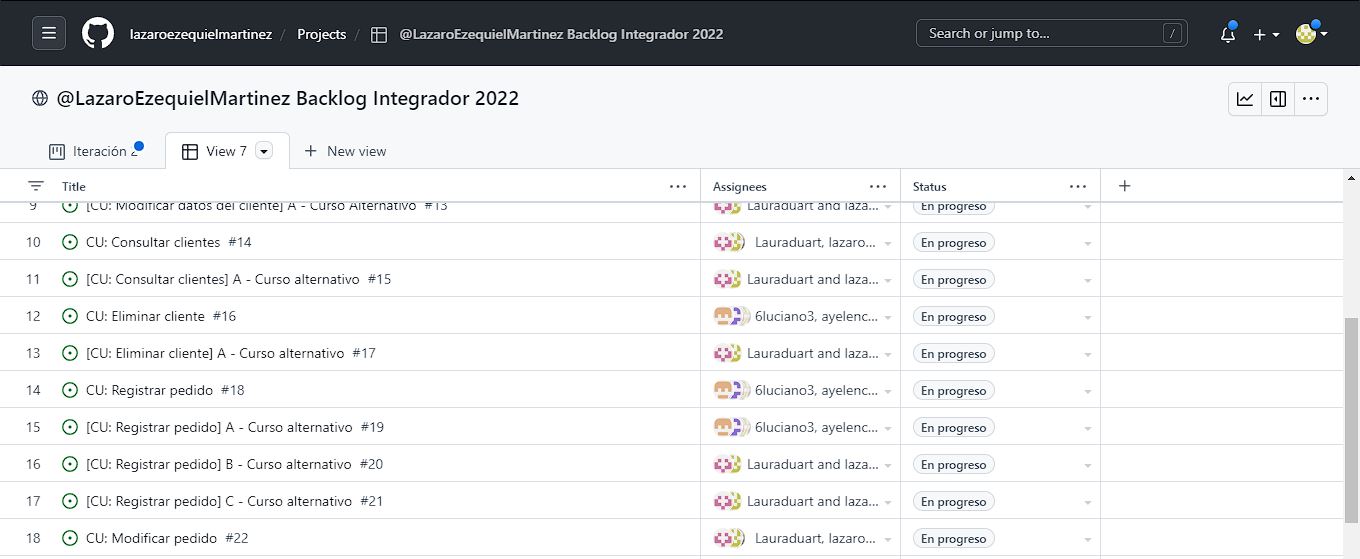 lazaroezequielmartinez / Projects / @LazaroEzequielMartinez Backlog Integrador 2022 Search or jump to... /
@LazaroEzequielMartinez Backlog Integrador 2022
Iteración 2 View 7 New view
Title Assignees Status
9 [CU: Modificar datos del cliente] A - Curso Alternativo #13 Lauraduart and laza... En progreso
10 CU: Consultar clientes #14 Lauraduart, lazaro... En progreso
11 [CU: Consultar clientes] A - Curso alternativo #15 Lauraduart and laza... En progreso
12 CU: Eliminar cliente #16 6luciano3, ayelenc... En progreso
13 [CU: Eliminar cliente] A - Curso alternativo #17 Lauraduart and laza... En progreso
14 CU: Registrar pedido #18 6luciano3, ayelenc... En progreso
15 [CU: Registrar pedido] A - Curso alternativo #19 6luciano3, ayelenc... En progreso
16 [CU: Registrar pedido] B - Curso alternativo #20 Lauraduart and laza... En progreso
17 [CU: Registrar pedido] C - Curso alternativo #21 Lauraduart and laza... En progreso
18 CU: Modificar pedido #22 Lauraduart, lazaro... En progreso